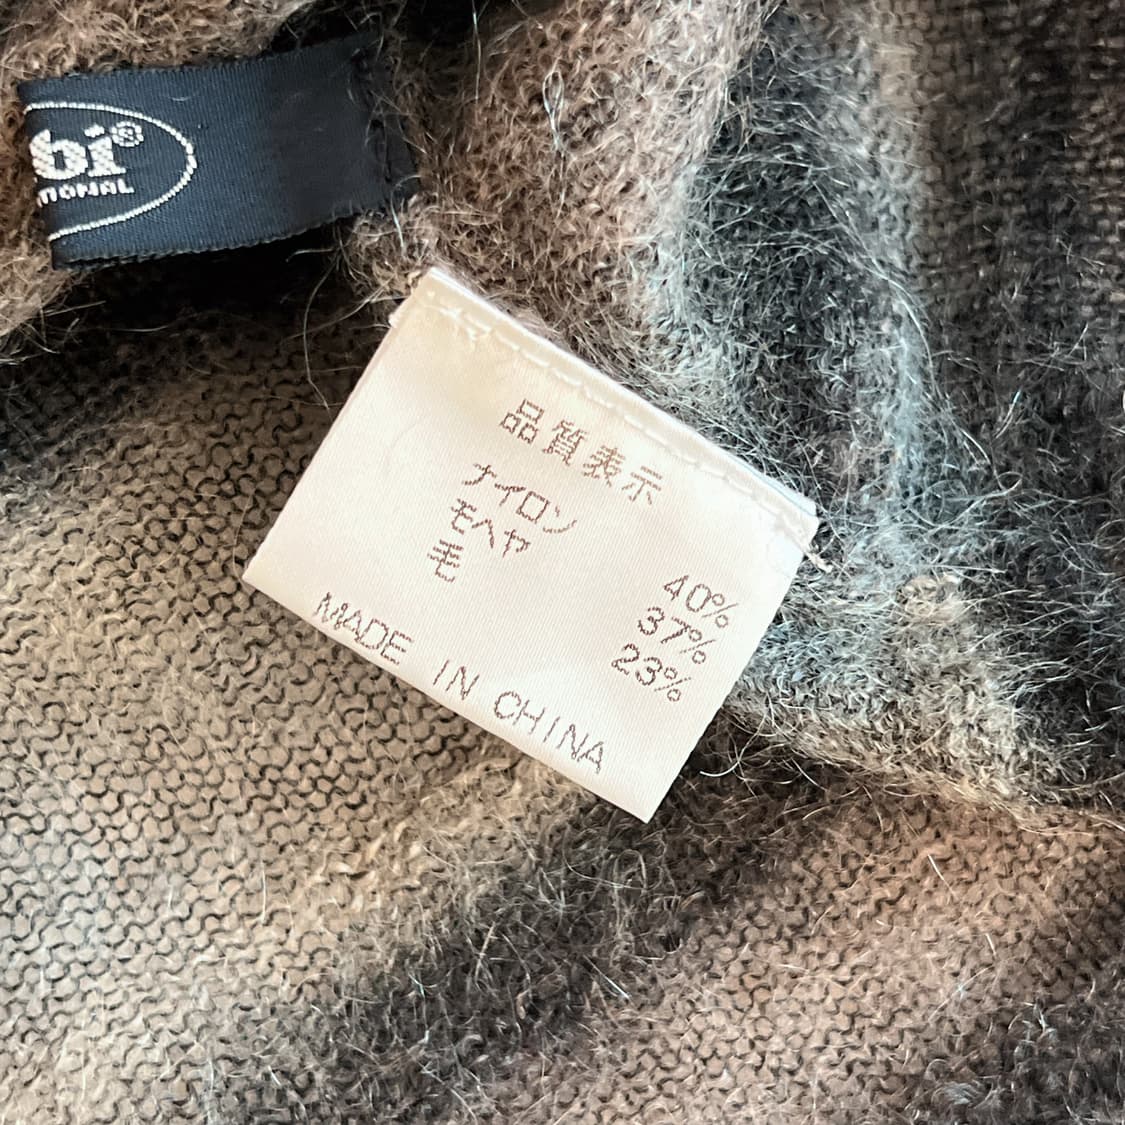 bi®
品質表示
ナイロン 40%
モヘヤ 37%
毛 23%
MADE IN CHINA